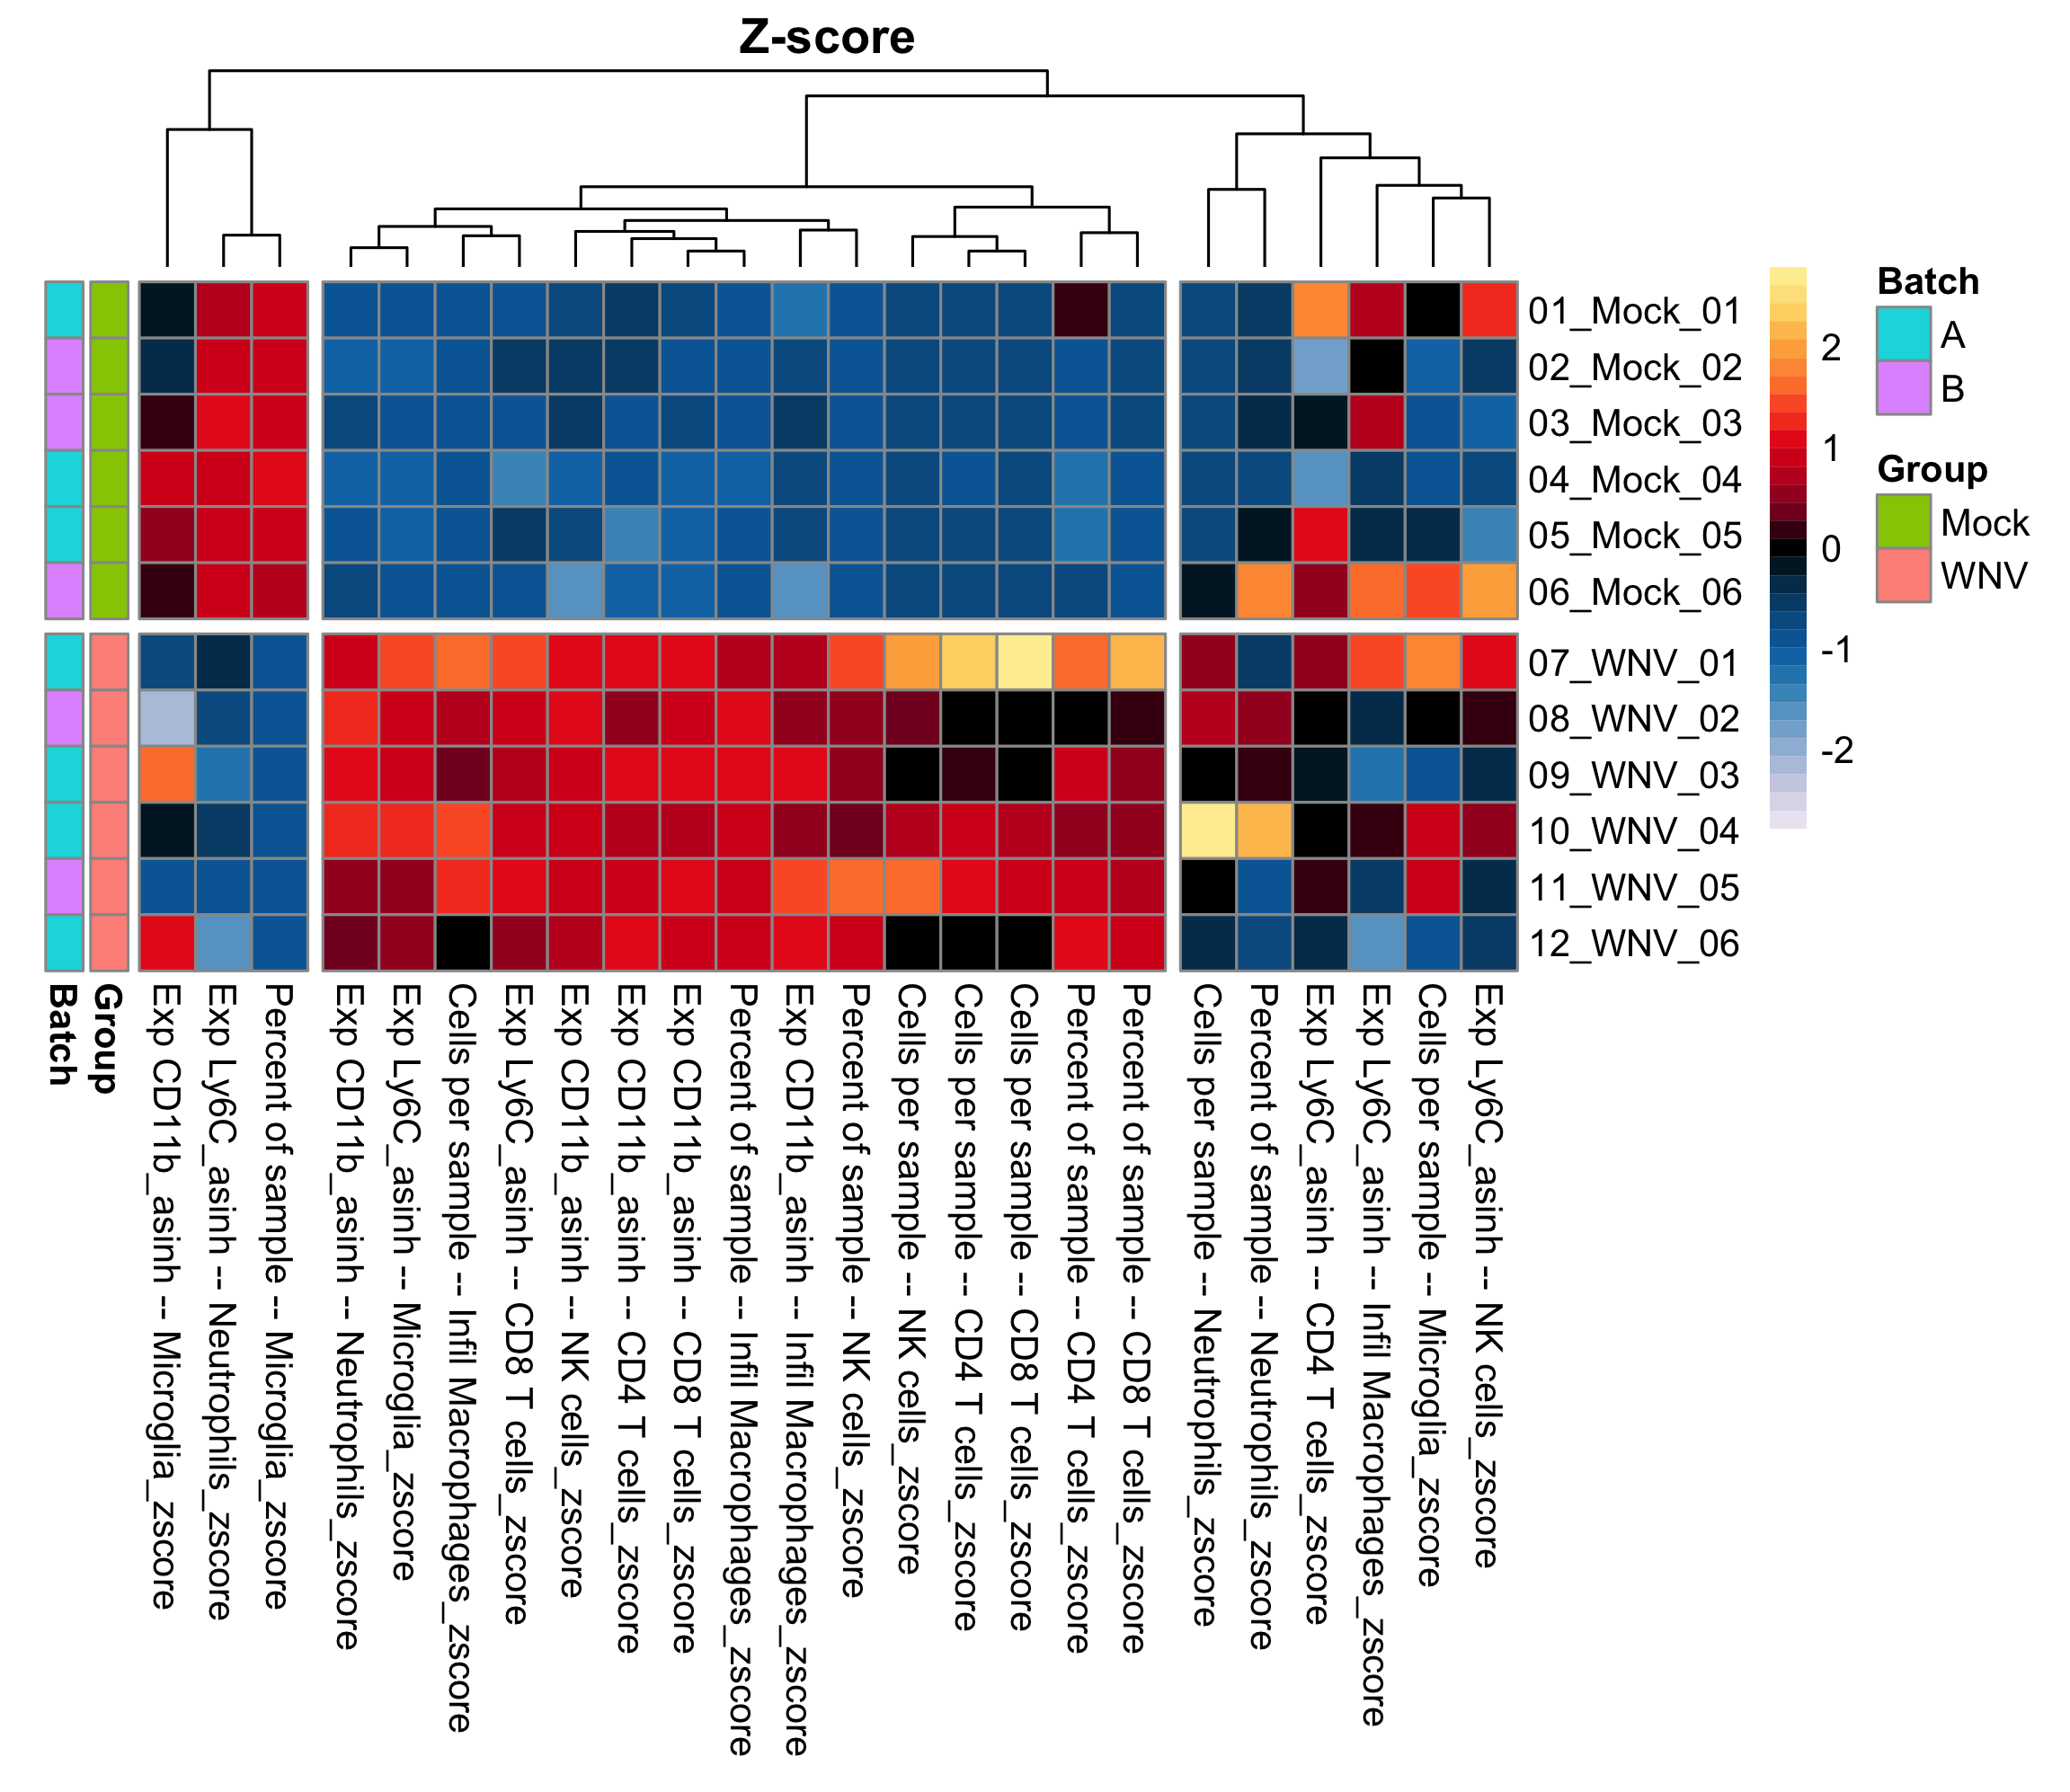 Z-score
01_Mock_01
02_Mock_02
03_Mock_03
04_Mock_04
05_Mock_05
06_Mock_06
07_WNV_01
08_WNV_02
09_WNV_03
10_WNV_04
11_WNV_05
12_WNV_06
2
1
0
-1
-2
Batch
A
B
Group
Mock
WNV
Batch
Group
Exp CD11b_asinh -- Microglia_zscore
Exp Ly6C_asinh -- Neutrophils_zscore
Percent of sample -- Microglia_zscore
Exp CD11b_asinh -- Neutrophils_zscore
Exp Ly6C_asinh -- Microglia_zscore
Cells per sample -- Infil Macrophages_zscore
Exp Ly6C_asinh -- CD8 T cells_zscore
Exp CD11b_asinh -- NK cells_zscore
Exp CD11b_asinh -- CD4 T cells_zscore
Exp CD11b_asinh -- CD8 T cells_zscore
Percent of sample -- Infil Macrophages_zscore
Exp CD11b_asinh -- Infil Macrophages_zscore
Percent of sample -- NK cells_zscore
Cells per sample -- NK cells_zscore
Cells per sample -- CD4 T cells_zscore
Cells per sample -- CD8 T cells_zscore
Percent of sample -- CD4 T cells_zscore
Percent of sample -- CD8 T cells_zscore
Cells per sample -- Neutrophils_zscore
Percent of sample -- Neutrophils_zscore
Exp Ly6C_asinh -- CD4 T cells_zscore
Exp Ly6C_asinh -- Infil Macrophages_zscore
Cells per sample -- Microglia_zscore
Exp Ly6C_asinh -- NK cells_zscore